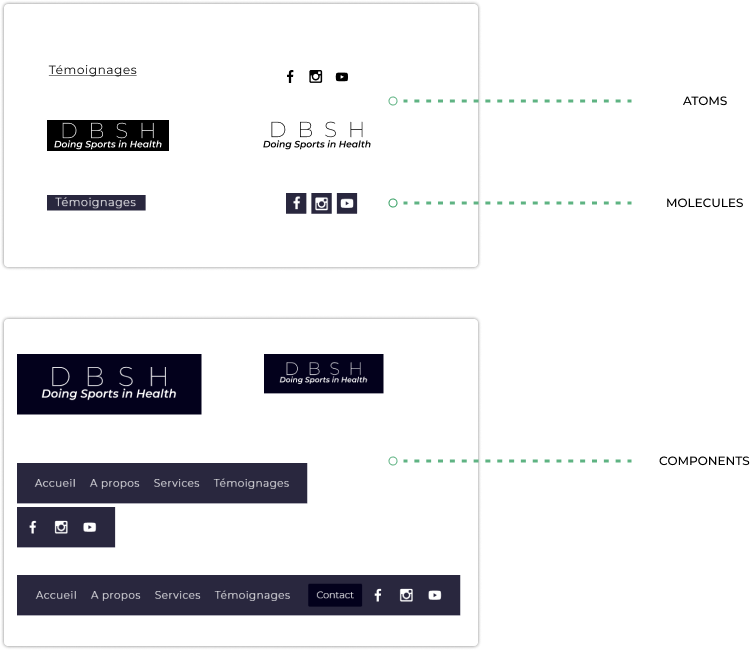 Témoignages
ATOMS
D B S H
Doing Sports in Health
D B S H
Doing Sports in Health
Témoignages
MOLECULES
D B S H
Doing Sports in Health
D B S H
Doing Sports in Health
COMPONENTS
Accueil A propos Services Témoignages
Accueil A propos Services Témoignages Contact